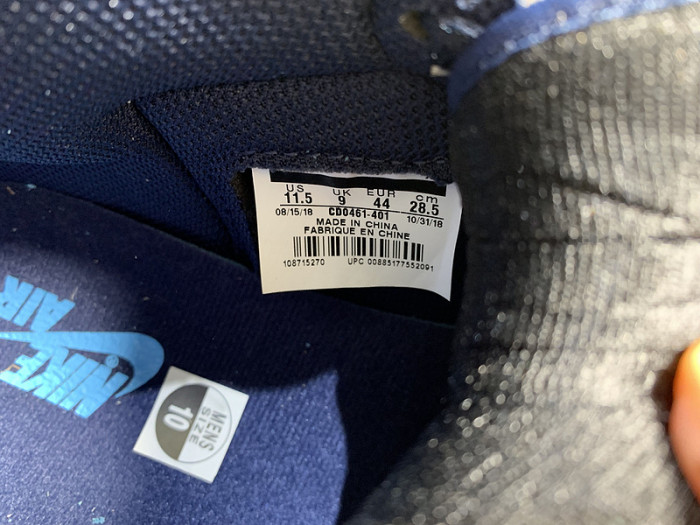 US UK EUR cm
11.5 9 44 28.5
08/15/18 CD0461-401 10/31/18
MADE IN CHINA
FABRIQUE EN CHINE
108715270 UPC 00885177552091
NIKE
AIR
MENS
SIZE
10